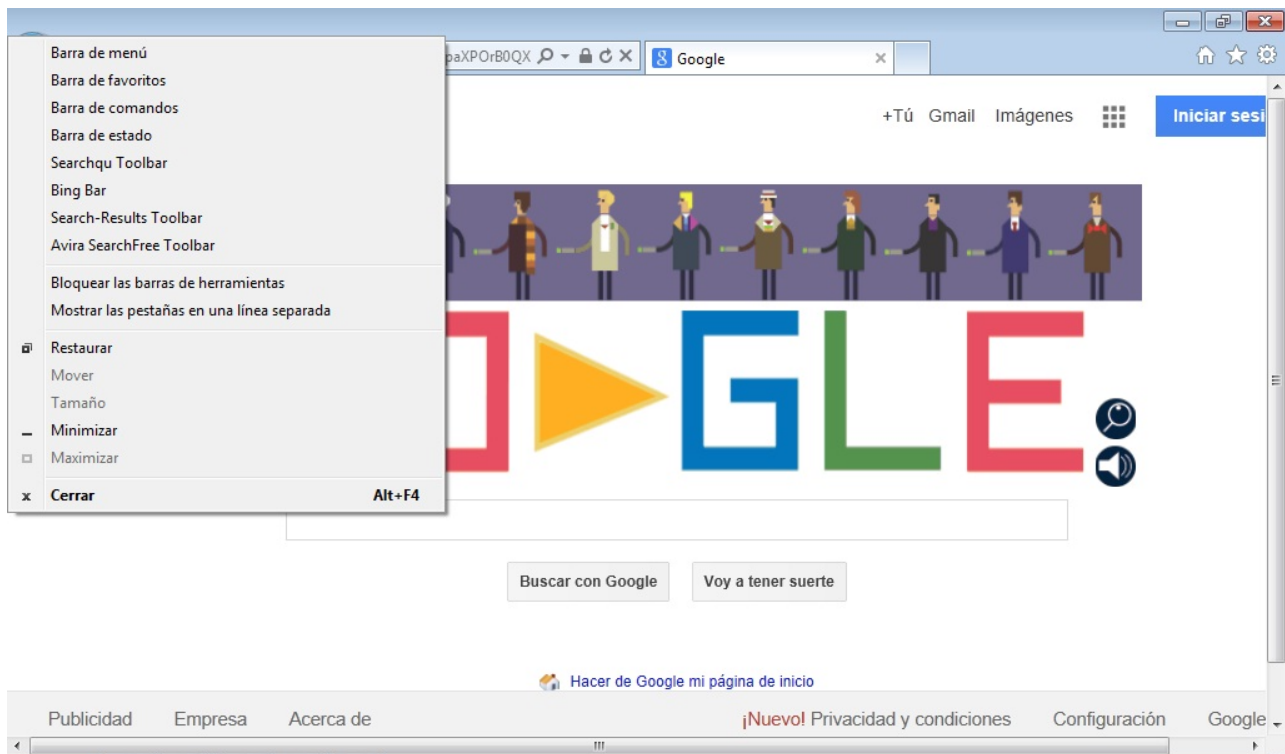 Barra de menú
Barra de favoritos
Barra de comandos
Barra de estado
Searchqu Toolbar
Bing Bar
Search-Results Toolbar
Avira SearchFree Toolbar
Bloquear las barras de herramientas
Mostrar las pestañas en una línea separada
Restaurar
Mover
Tamaño
Minimizar
Maximizar
Cerrar Alt+F4
paXPOrB0QX
8 Google
+Tú Gmail Imágenes Iniciar sesi
GLE
Buscar con Google Voy a tener suerte
Hacer de Google mi página de inicio
Publicidad Empresa Acerca de ¡Nuevo! Privacidad y condiciones Configuración Google